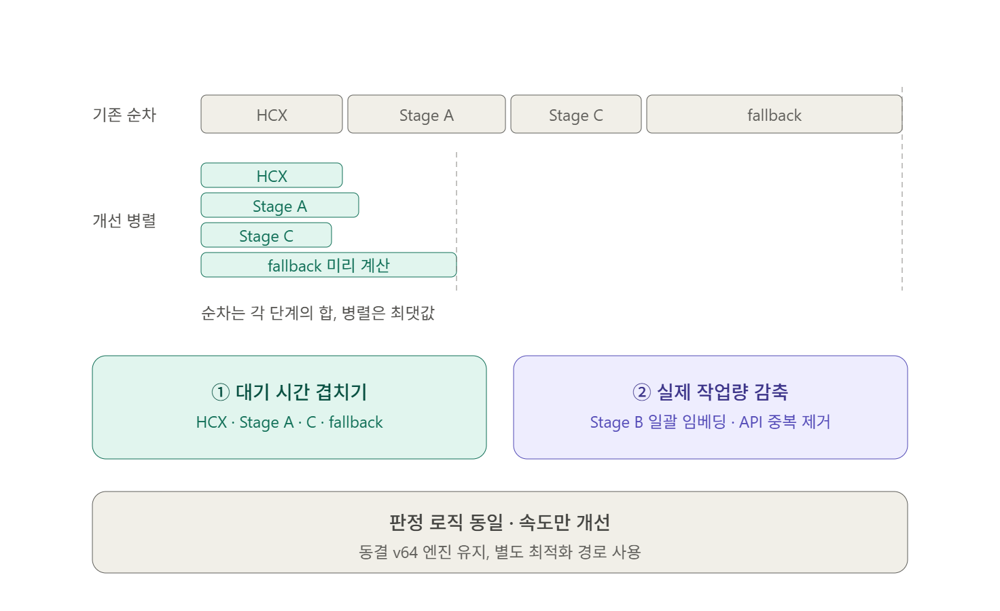 기존 순차
HCX
Stage A
Stage C
fallback
개선 병렬
HCX
Stage A
Stage C
fallback 미리 계산
순차는 각 단계의 합, 병렬은 최댓값
① 대기 시간 겹치기
HCX · Stage A · C · fallback
② 실제 작업량 감축
Stage B 일괄 임베딩 · API 중복 제거
판정 로직 동일 · 속도만 개선
동결 v64 엔진 유지, 별도 최적화 경로 사용